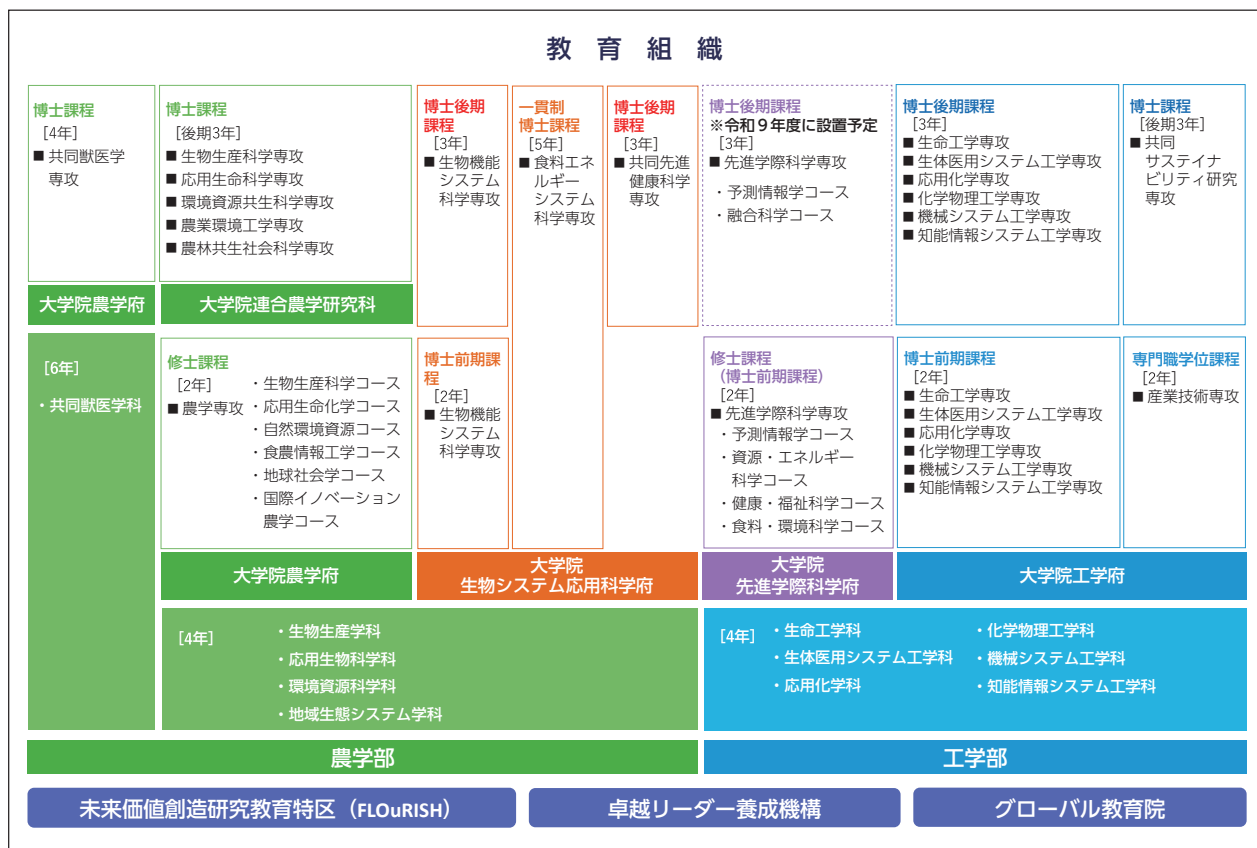 教育組織
博士課程
[4年]
■ 共同獣医学
専攻
博士課程
[後期3年]
■ 生物生産科学専攻
■ 応用生命科学専攻
■ 環境資源共生科学専攻
■ 農業環境工学専攻
■ 農林共生社会科学専攻
博士後期
課程
[3年]
■ 生物機能
システム
科学専攻
一貫制
博士課程
[5年]
■ 食料エネ
ルギー
システム
科学専攻
博士後期
課程
[3年]
■ 共同先進
健康科学
専攻
博士後期課程
※令和9年度に設置予定
[3年]
■ 先進学際科学専攻
・予測情報学コース
・融合科学コース
博士後期課程
[3年]
■ 生命工学専攻
■ 生体医用システム工学専攻
■ 応用化学専攻
■ 化学物理工学専攻
■ 機械システム工学専攻
■ 知能情報システム工学専攻
博士課程
[後期3年]
■ 共同
サステイナ
ビリティ研究
専攻
大学院農学府
大学院連合農学研究科
[6年]
・共同獣医学科
修士課程
[2年]
■ 農学専攻
・生物生産科学コース
・応用生命化学コース
・自然環境資源コース
・食農情報工学コース
・地球社会学コース
・国際イノベーション
農学コース
博士前期課
程
[2年]
■ 生物機能
システム
科学専攻
修士課程
（博士前期課程）
[2年]
■ 先進学際科学専攻
・予測情報学コース
・資源・エネルギー
科学コース
・健康・福祉科学コース
・食料・環境科学コース
博士前期課程
[2年]
■ 生命工学専攻
■ 生体医用システム工学専攻
■ 応用化学専攻
■ 化学物理工学専攻
■ 機械システム工学専攻
■ 知能情報システム工学専攻
専門職学位課程
[2年]
■ 産業技術専攻
大学院農学府
大学院
生物システム応用科学府
大学院
先進学際科学府
大学院工学府
[4年]
・生物生産学科
・応用生物科学科
・環境資源科学科
・地域生態システム学科
[4年]
・生命工学科
・生体医用システム工学科
・応用化学科
・化学物理工学科
・機械システム工学科
・知能情報システム工学科
農学部
工学部
未来価値創造研究教育特区（FLOuRISH）
卓越リーダー養成機構
グローバル教育院